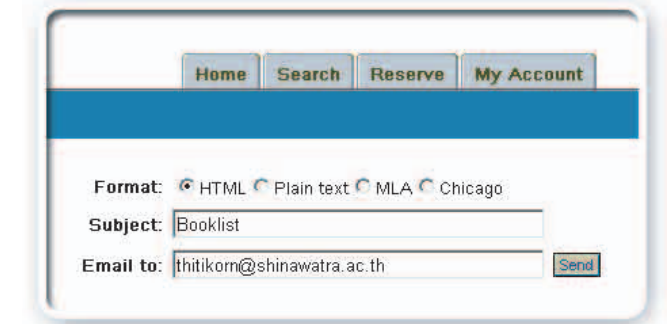 Home Search Reserve My Account
Format: HTML Plain text MLA Chicago
Subject: Booklist
Email to: thitikorn@shinawatra.ac.th Send